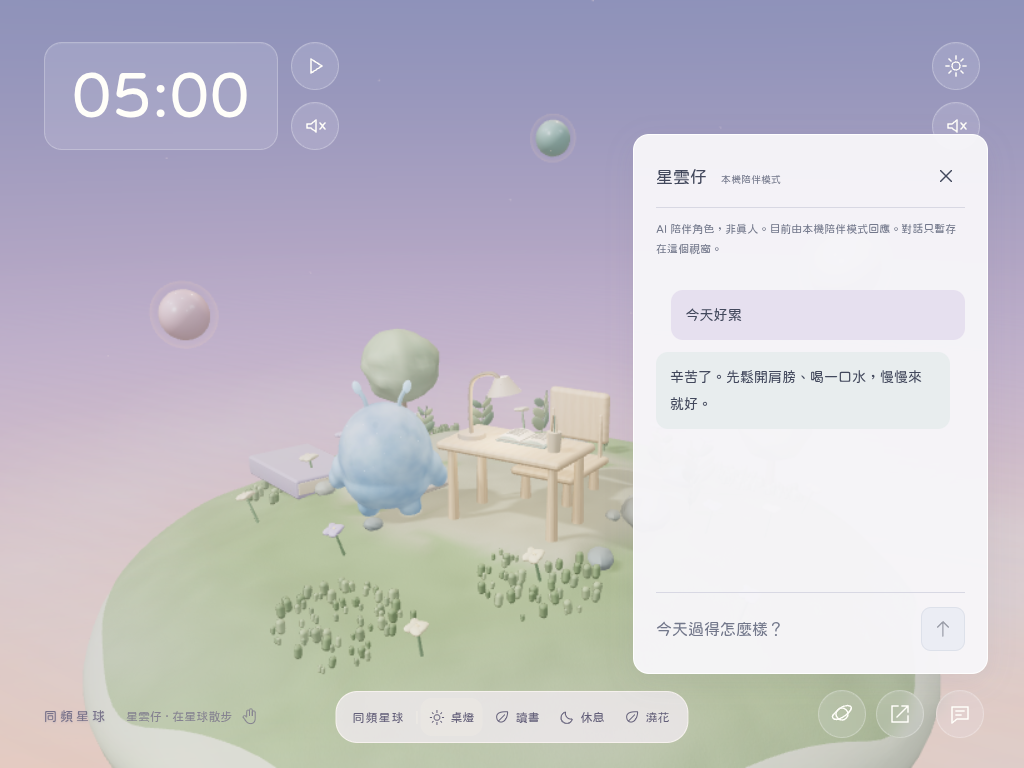 05:00
星雲仔 本機陪伴模式
AI 陪伴角色，非真人。目前由本機陪伴模式回應。對話只暫存
在這個視窗。
今天好累
辛苦了。先鬆開肩膀、喝一口水，慢慢來
就好。
今天過得怎麼樣？
同頻星球 星雲仔 · 在星球散步
同頻星球 桌燈 讀書 休息 澆花